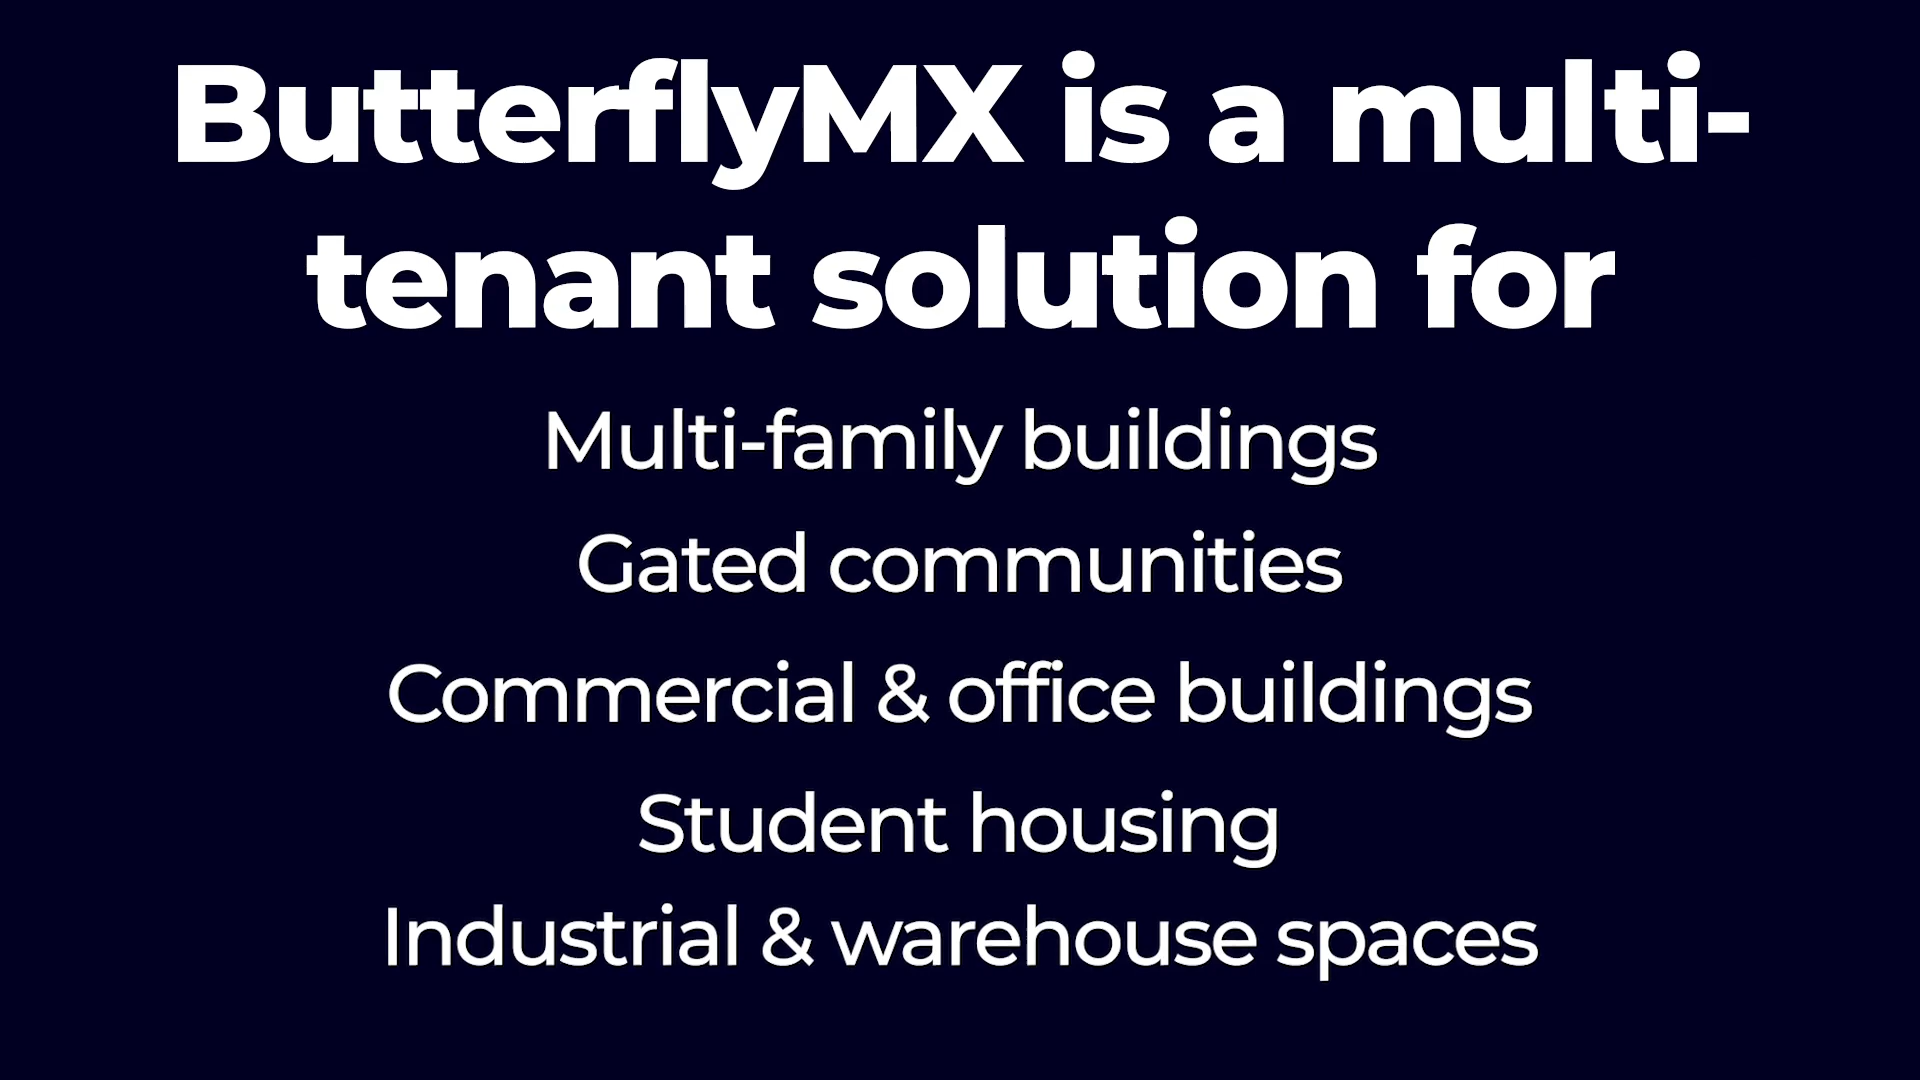 ButterflyMX is a multi-
tenant solution for
Multi-family buildings
Gated communities
Commercial & office buildings
Student housing
Industrial & warehouse spaces